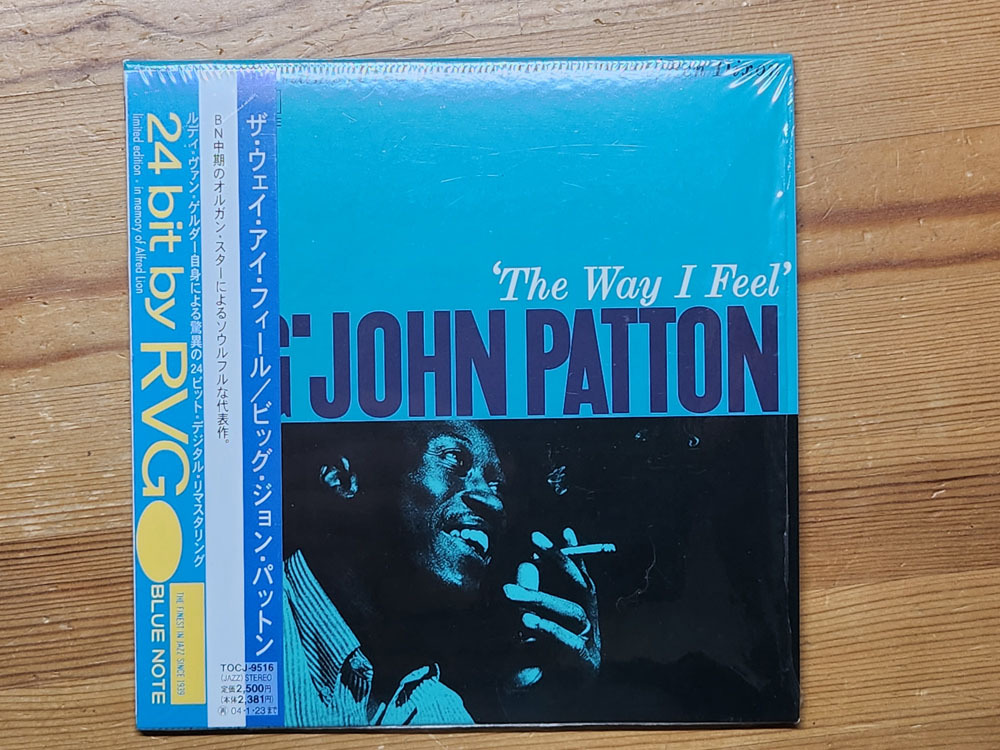 24 bit by RVG
limited edition・in memory of Alfred Lion
ルディ・ヴァン・ゲルダー自身による驚異の24ビット・デジタル・リマスタリング
BLUE NOTE
THE FINEST IN JAZZ SINCE 1939
BN中期のオルガン・スターによるソウルフルな代表作。
ザ・ウェイ・アイ・フィール/ビッグ・ジョン・パットン
TOCJ-9516
(JAZZ) STEREO
定価2,500円
(本体2,381円)
04・1・23まで
'The Way I Feel'
G' JOHN PATTON